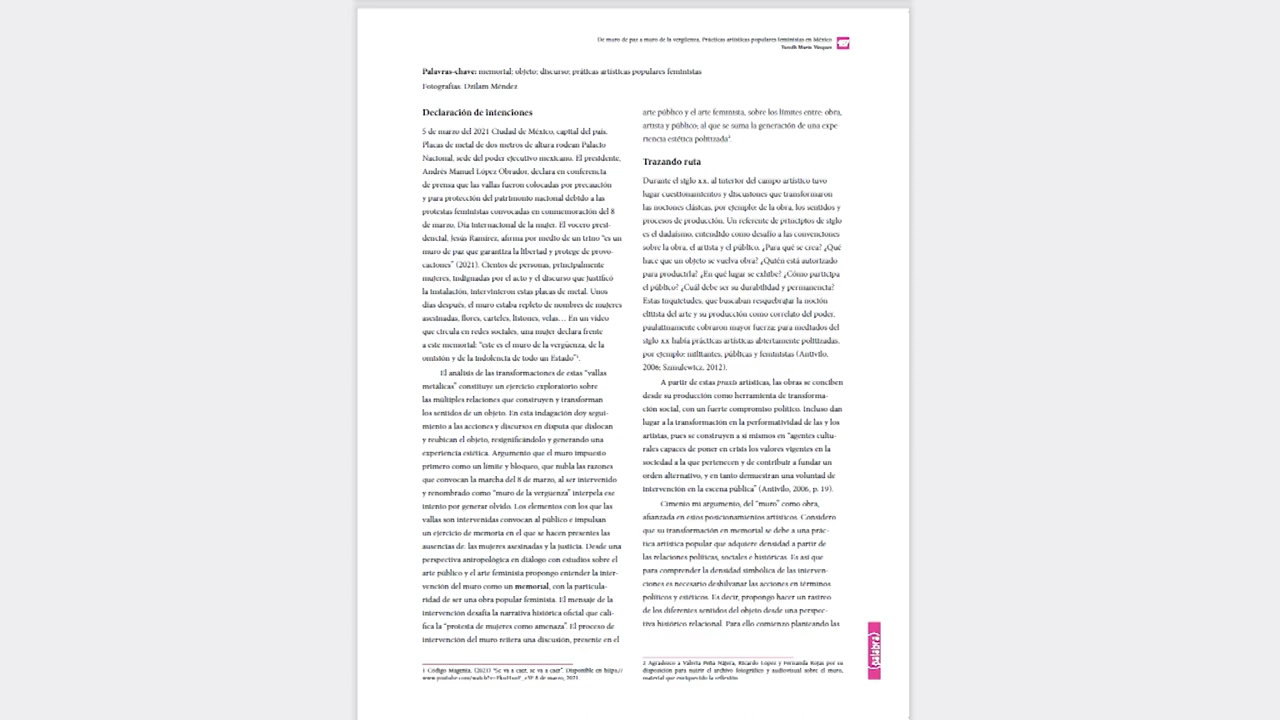 De muro de paz a muro de la vergüenza. Prácticas artísticas populares feministas en México
Palavras-chave: memorial; objeto; discurso; práticas artísticas populares feministas
Fotografías: Dzilam Méndez
Declaración de intenciones
5 de marzo del 2021 Ciudad de México, capital del país.
Placas de metal de dos metros de altura rodean Palacio
Nacional, sede del poder ejecutivo mexicano. El presidente,
Andrés Manuel López Obrador, declara en conferencia
de prensa que las vallas fueron colocadas por precaución
y para protección del patrimonio nacional debido a las
protestas feministas convocadas en conmemoración del 8
de marzo, Día Internacional de la mujer. El vocero presi-
dencial, Jesús Ramírez, afirma por medio de un trino “es un
muro de paz que garantiza la libertad y protege de provo-
caciones” (2021). Cientos de personas, principalmente
mujeres, indignadas por el acto y el discurso que justificó
la instalación, intervinieron estas placas de metal. Unos
días después, el muro estaba repleto de nombres de mujeres
asesinadas, flores, carteles, listones, velas… En un video
que circula en redes sociales, una mujer declara frente
a este memorial: “este es el muro de la vergüenza, de la
omisión y de la indolencia de todo un Estado”¹.
El análisis de las transformaciones de estas “vallas
metálicas” constituye un ejercicio exploratorio sobre
las múltiples relaciones que construyen y transforman
los sentidos de un objeto. En esta indagación doy segui-
miento a las acciones y discursos en disputa que dislocan
y reubican el objeto, resignificándolo y generando una
experiencia estética. Argumento que el muro impuesto
primero como un límite y bloqueo, que nubla las razones
que convocan la marcha del 8 de marzo, al ser intervenido
y renombrado como “muro de la vergüenza” interpela ese
intento por generar olvido. Los elementos con los que las
vallas son intervenidas convocan al público e impulsan
un ejercicio de memoria en el que se hacen presentes las
ausencias de: las mujeres asesinadas y la justicia. Desde una
perspectiva antropológica en diálogo con estudios sobre el
arte público y el arte feminista propongo entender la inter-
vención del muro como un memorial, con la particula-
ridad de ser una obra popular feminista. El mensaje de la
intervención desafía la narrativa histórica oficial que cali-
fica la “protesta de mujeres como amenaza”. El proceso de
intervención del muro reitera una discusión, presente en el
1 Código Magenta. (2021) “Se va a caer, se va a caer”. Disponible en https://
8 de marzo, 2021
arte público y el arte feminista, sobre los límites entre: obra,
artista y público; al que se suma la generación de una expe
riencia estética politizada².
Trazando ruta
Durante el siglo xx, al interior del campo artístico tuvo
lugar cuestionamientos y discusiones que transformaron
las nociones clásicas, por ejemplo: de la obra, los sentidos y
procesos de producción. Un referente de principios de siglo
es el dadaísmo, entendido como desafío a las convenciones
sobre la obra, el artista y el público. ¿Para qué se crea? ¿Qué
hace que un objeto se vuelva obra? ¿Quién está autorizado
para producirla? ¿En qué lugar se exhibe? ¿Cómo participa
el público? ¿Cuál debe ser su durabilidad y permanencia?
Estas inquietudes, que buscaban resquebrajar la noción
elitista del arte y su producción como correlato del poder,
paulatinamente cobraron mayor fuerza; para mediados del
siglo xx había prácticas artísticas abiertamente politizadas,
por ejemplo: militantes, públicas y feministas (Antivilo,
2006; Szmulewicz, 2012).
A partir de estas praxis artísticas, las obras se conciben
desde su producción como herramienta de transforma-
ción social, con un fuerte compromiso político. Incluso dan
lugar a la transformación en la performatividad de las y los
artistas, pues se construyen a sí mismos en “agentes cultu-
rales capaces de poner en crisis los valores vigentes en la
sociedad a la que pertenecen y de contribuir a fundar un
orden alternativo, y en tanto demuestran una voluntad de
intervención en la escena pública” (Antivilo, 2006, p. 19).
Cimento mi argumento, del “muro” como obra,
afianzada en estos posicionamientos artísticos. Considero
que su transformación en memorial se debe a una prác-
tica artística popular que adquiere densidad a partir de
las relaciones políticas, sociales e históricas. Es así que
para comprender la densidad simbólica de las interven-
ciones es necesario deshilvanar las acciones en términos
políticos y estéticos. Es decir, propongo hacer un rastreo
de los diferentes sentidos del objeto desde una perspec-
tiva histórico relacional. Para ello comienzo planteando las
2 Agradezco a Valeria Peña Nájera, Ricardo López y Fernanda Rojas por su
disposición para nutrir el archivo fotográfico y audiovisual sobre el muro,
material que enriqueció la reflexión.
(palabra)